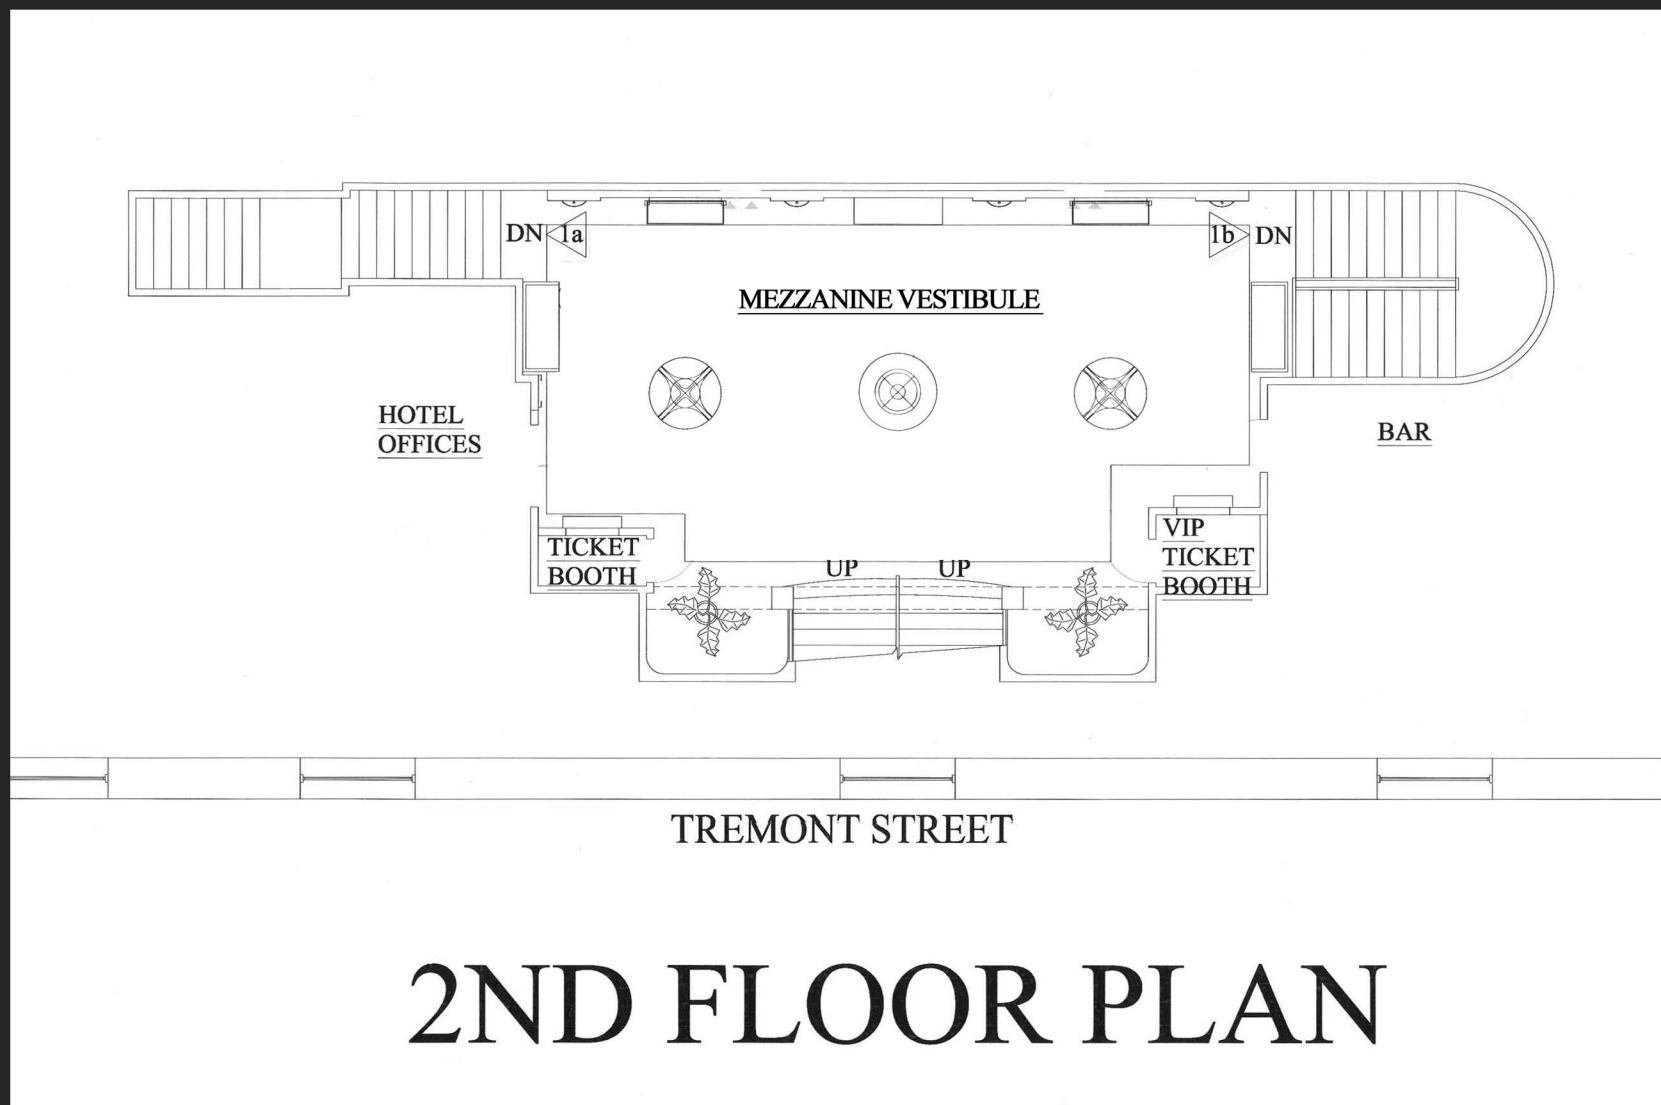 DN 1a
1b DN
MEZZANINE VESTIBULE
HOTEL
OFFICES
BAR
TICKET
BOOTH
UP UP
VIP
TICKET
BOOTH
TREMONT STREET
2ND FLOOR PLAN